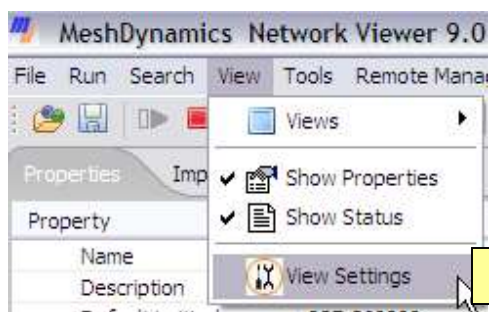 MeshDynamics Network Viewer 9.0
File Run Search View Tools Remote Mana
Views
Properties Imp
Show Properties
Property
Show Status
Name
View Settings
Description